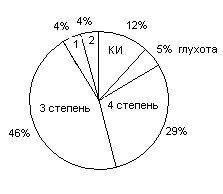 4% 4% 12%
1 2 КИ 5% глухота
3 степень 4 степень
46% 29%